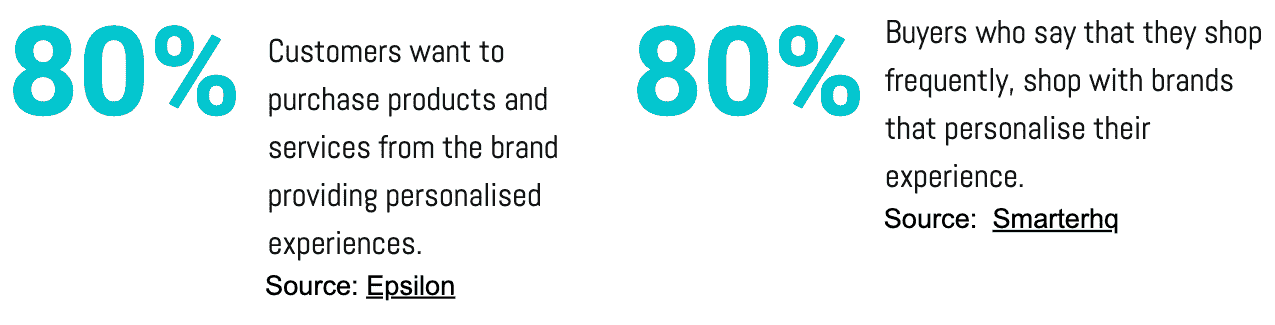 80%
Customers want to
purchase products and
services from the brand
providing personalised
experiences.
Source: Epsilon
80%
Buyers who say that they shop
frequently, shop with brands
that personalise their
experience.
Source: Smarterhq